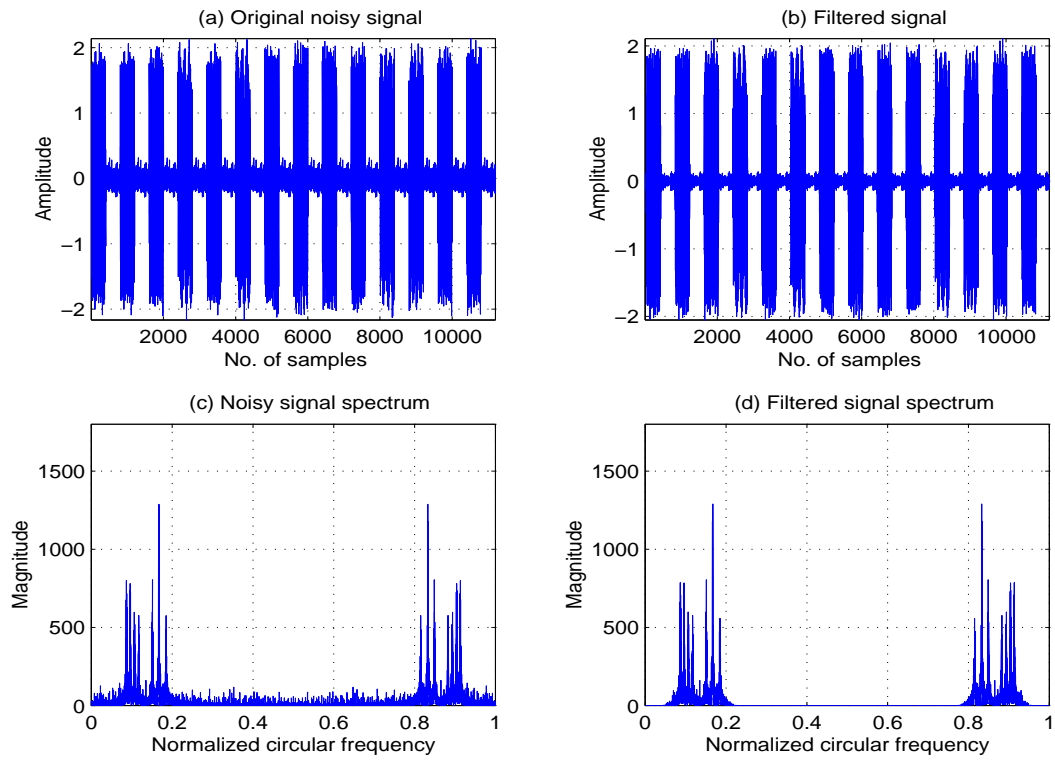 (a) Original noisy signal
2
1
0
−1
−2
Amplitude
2000 4000 6000 8000 10000
No. of samples
(b) Filtered signal
2
1
0
−1
−2
Amplitude
2000 4000 6000 8000 10000
No. of samples
(c) Noisy signal spectrum
1500
1000
500
0
Magnitude
0 0.2 0.4 0.6 0.8 1
Normalized circular frequency
(d) Filtered signal spectrum
1500
1000
500
0
Magnitude
0 0.2 0.4 0.6 0.8 1
Normalized circular frequency